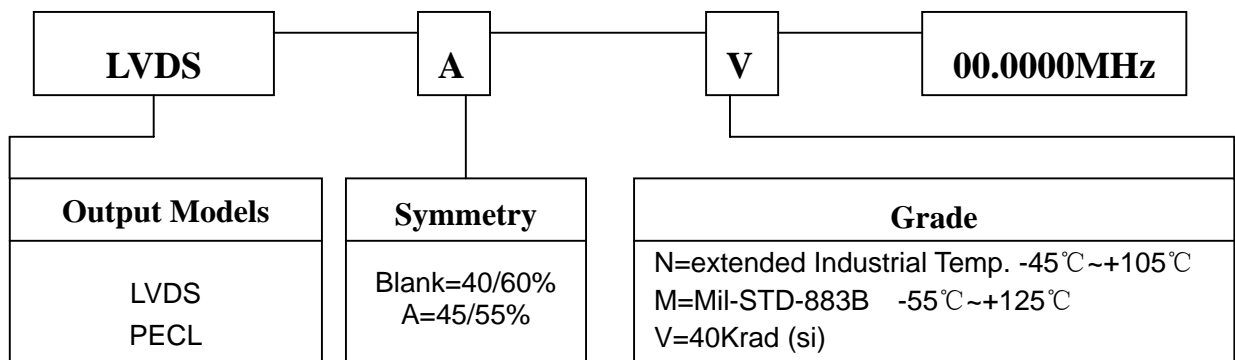 LVDS A V 00.0000MHz
Output Models
LVDS
PECL
Symmetry
Blank=40/60%
A=45/55%
Grade
N=extended Industrial Temp. -45℃~+105℃
M=Mil-STD-883B -55℃~+125℃
V=40Krad (si)